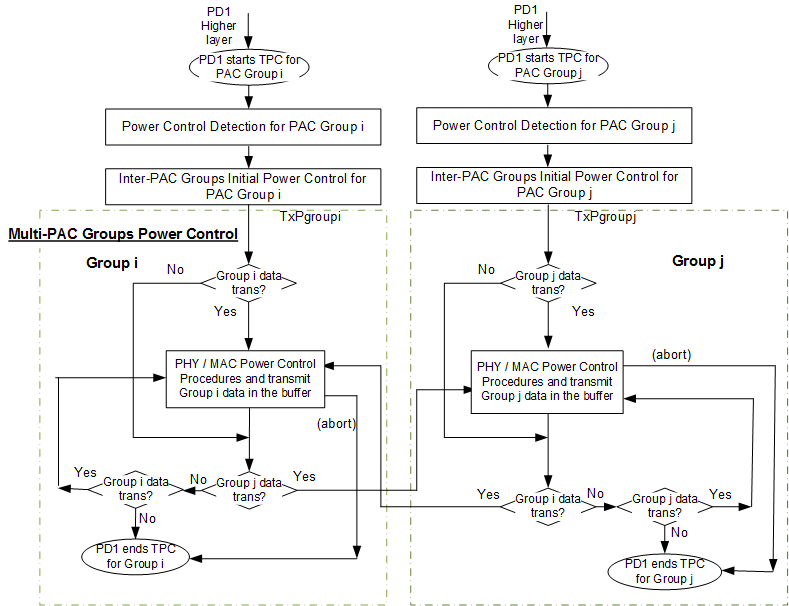 PD1
Higher
layer
PD1 starts TPC for
PAC Group i
Power Control Detection for PAC Group i
Inter-PAC Groups Initial Power Control for
PAC Group i
TxPgroupi
Multi-PAC Groups Power Control
Group i
No
Group i data
trans?
Yes
PHY / MAC Power Control
Procedures and transmit
Group i data in the buffer
(abort)
Yes
Group i data
trans?
No
Group j data
trans?
Yes
No
PD1 ends TPC
for Group i
PD1
Higher
layer
PD1 starts TPC for
PAC Group j
Power Control Detection for PAC Group j
Inter-PAC Groups Initial Power Control for
PAC Group j
TxPgroupj
Group j
No
Group j data
trans?
Yes
PHY / MAC Power Control
Procedures and transmit
Group j data in the buffer
(abort)
Yes
Group i data
trans?
No
Group j data
trans?
Yes
No
PD1 ends TPC
for Group j